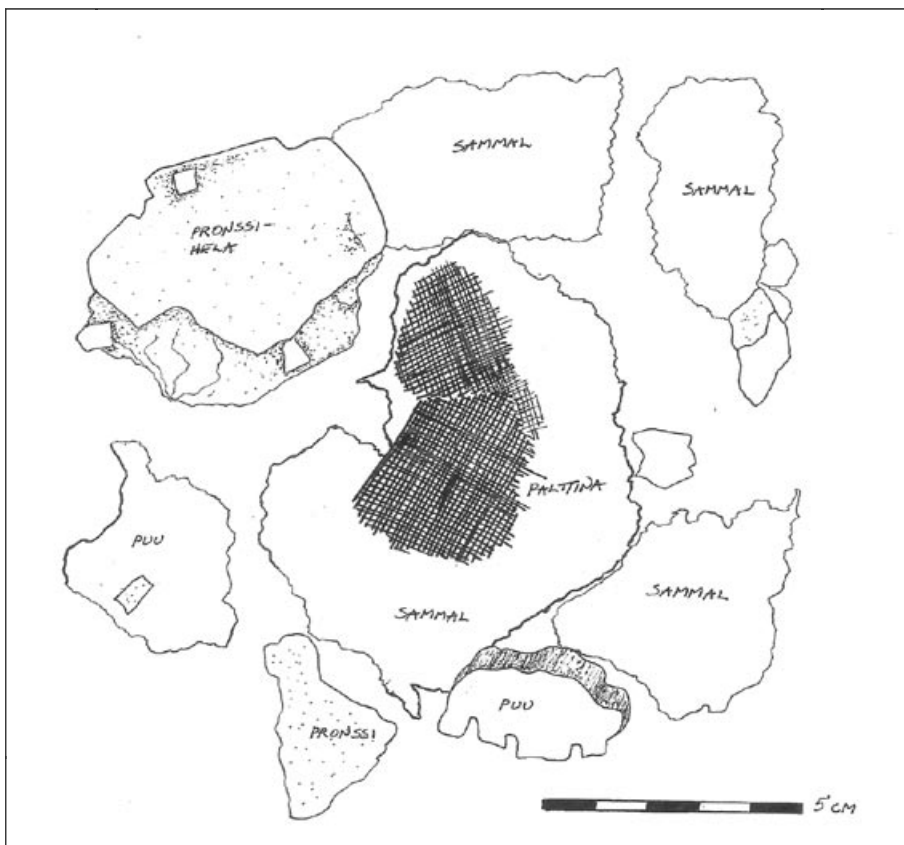 SAMMAL
SAMMAL
PRONSSI-
HELA
PALTTINA
PUU
SAMMAL
SAMMAL
PUU
PRONSSI
5 CM